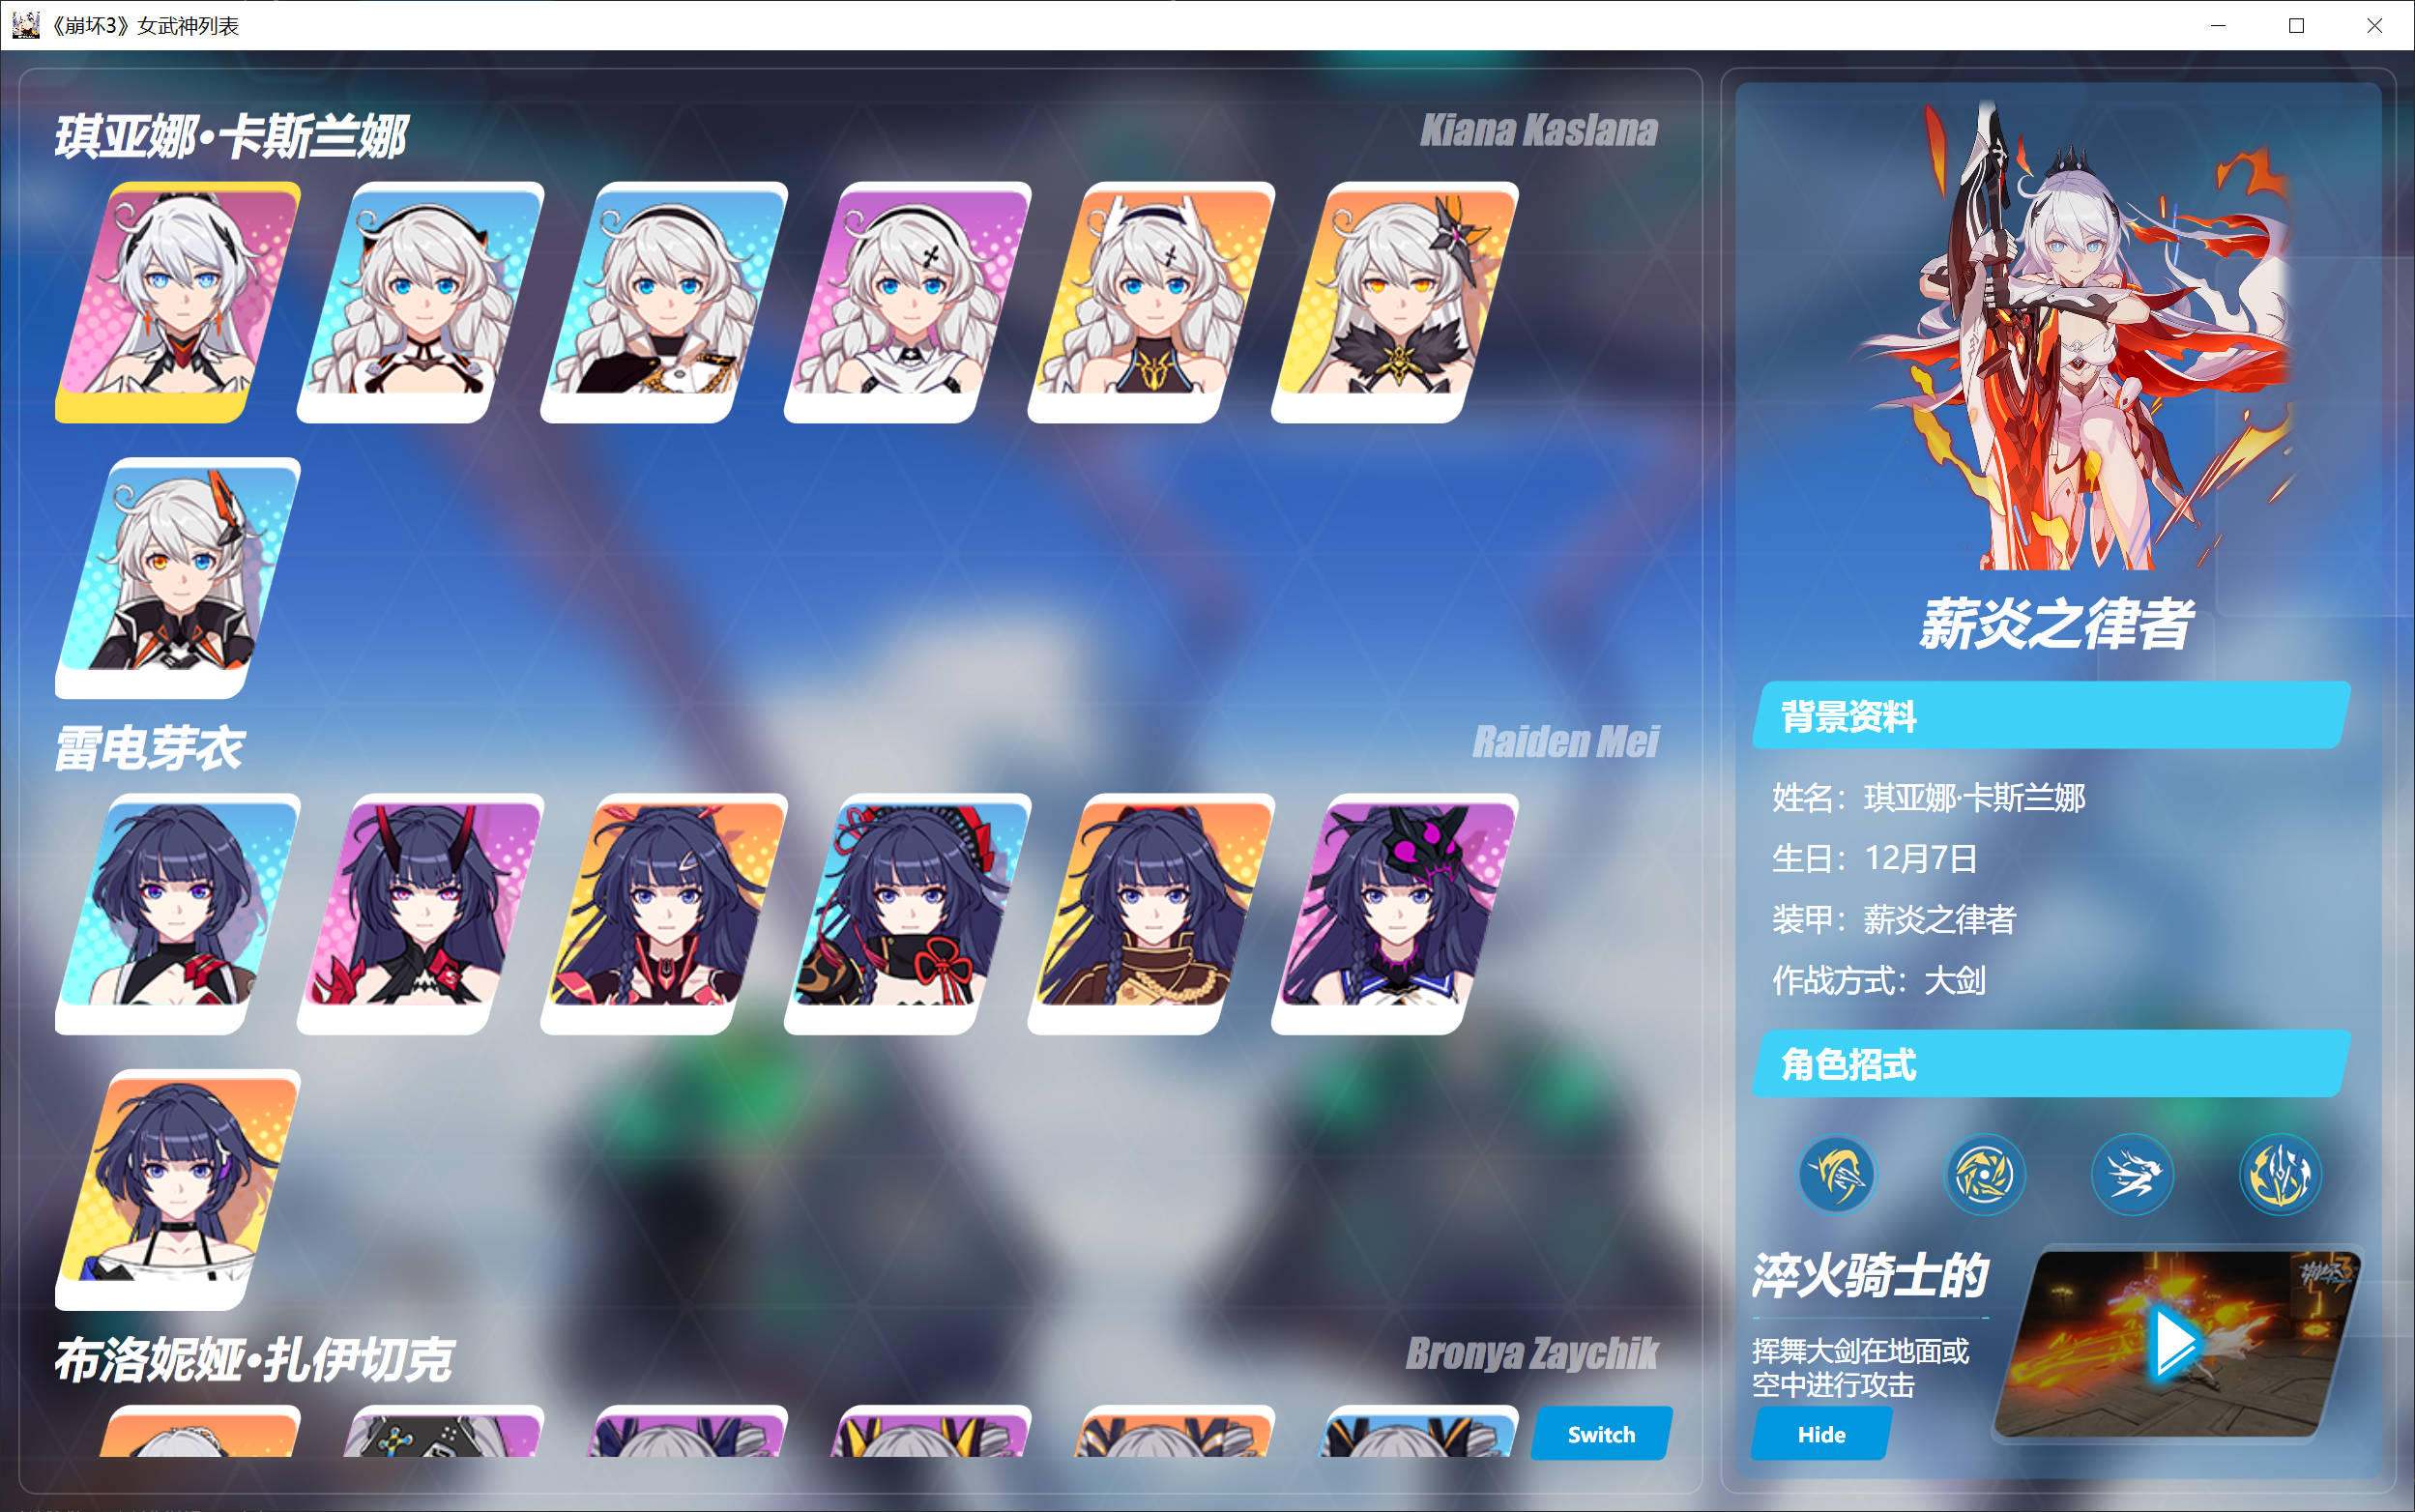 《崩坏3》女武神列表
琪亚娜·卡斯兰娜
Kiana Kaslana
雷电芽衣
Raiden Mei
布洛妮娅·扎伊切克
Bronya Zaychik
Switch
薪炎之律者
背景资料
姓名：琪亚娜·卡斯兰娜
生日：12月7日
装甲：薪炎之律者
作战方式：大剑
角色招式
淬火骑士的
挥舞大剑在地面或
空中进行攻击
Hide
崩坏3